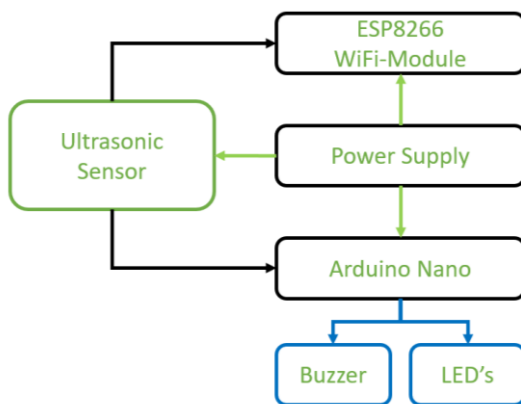 ESP8266
WiFi-Module
Ultrasonic
Sensor
Power Supply
Arduino Nano
Buzzer
LED's